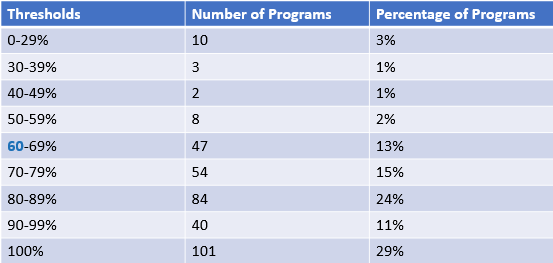 Thresholds Number of Programs Percentage of Programs
0-29% 10 3%
30-39% 3 1%
40-49% 2 1%
50-59% 8 2%
60-69% 47 13%
70-79% 54 15%
80-89% 84 24%
90-99% 40 11%
100% 101 29%